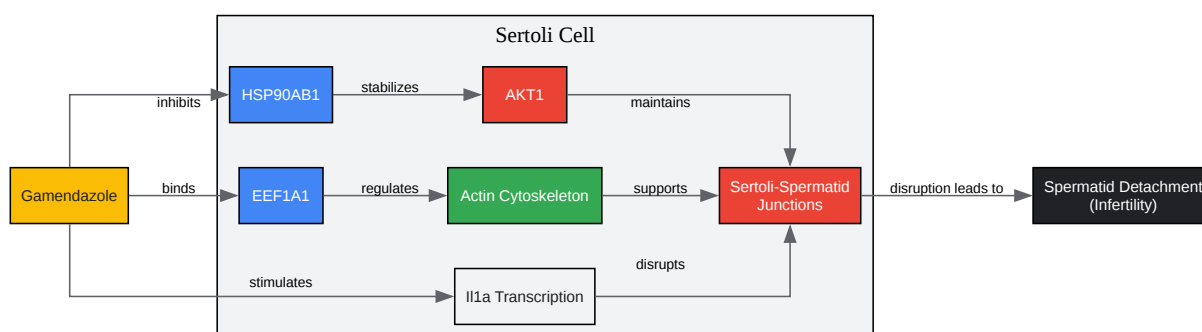 Sertoli Cell
inhibits
HSP90AB1
stabilizes
AKT1
maintains
Gamendazole
binds
EEF1A1
regulates
Actin Cytoskeleton
supports
Sertoli-Spermatid
Junctions
disruption leads to
Spermatid Detachment
(Infertility)
stimulates
Il1a Transcription
disrupts